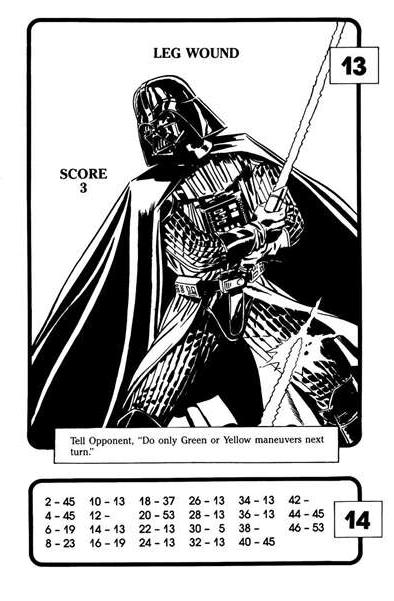 LEG WOUND
13
SCORE
3
Tell Opponent, “Do only Green or Yellow maneuvers next
turn.”
2 – 45 10 – 13 18 – 37 26 – 13 34 – 13 42 –
4 – 45 12 – 20 – 53 28 – 13 36 – 13 44 – 45
6 – 19 14 – 13 22 – 13 30 – 5 38 – 46 – 53
8 – 23 16 – 19 24 – 13 32 – 13 40 – 45
14